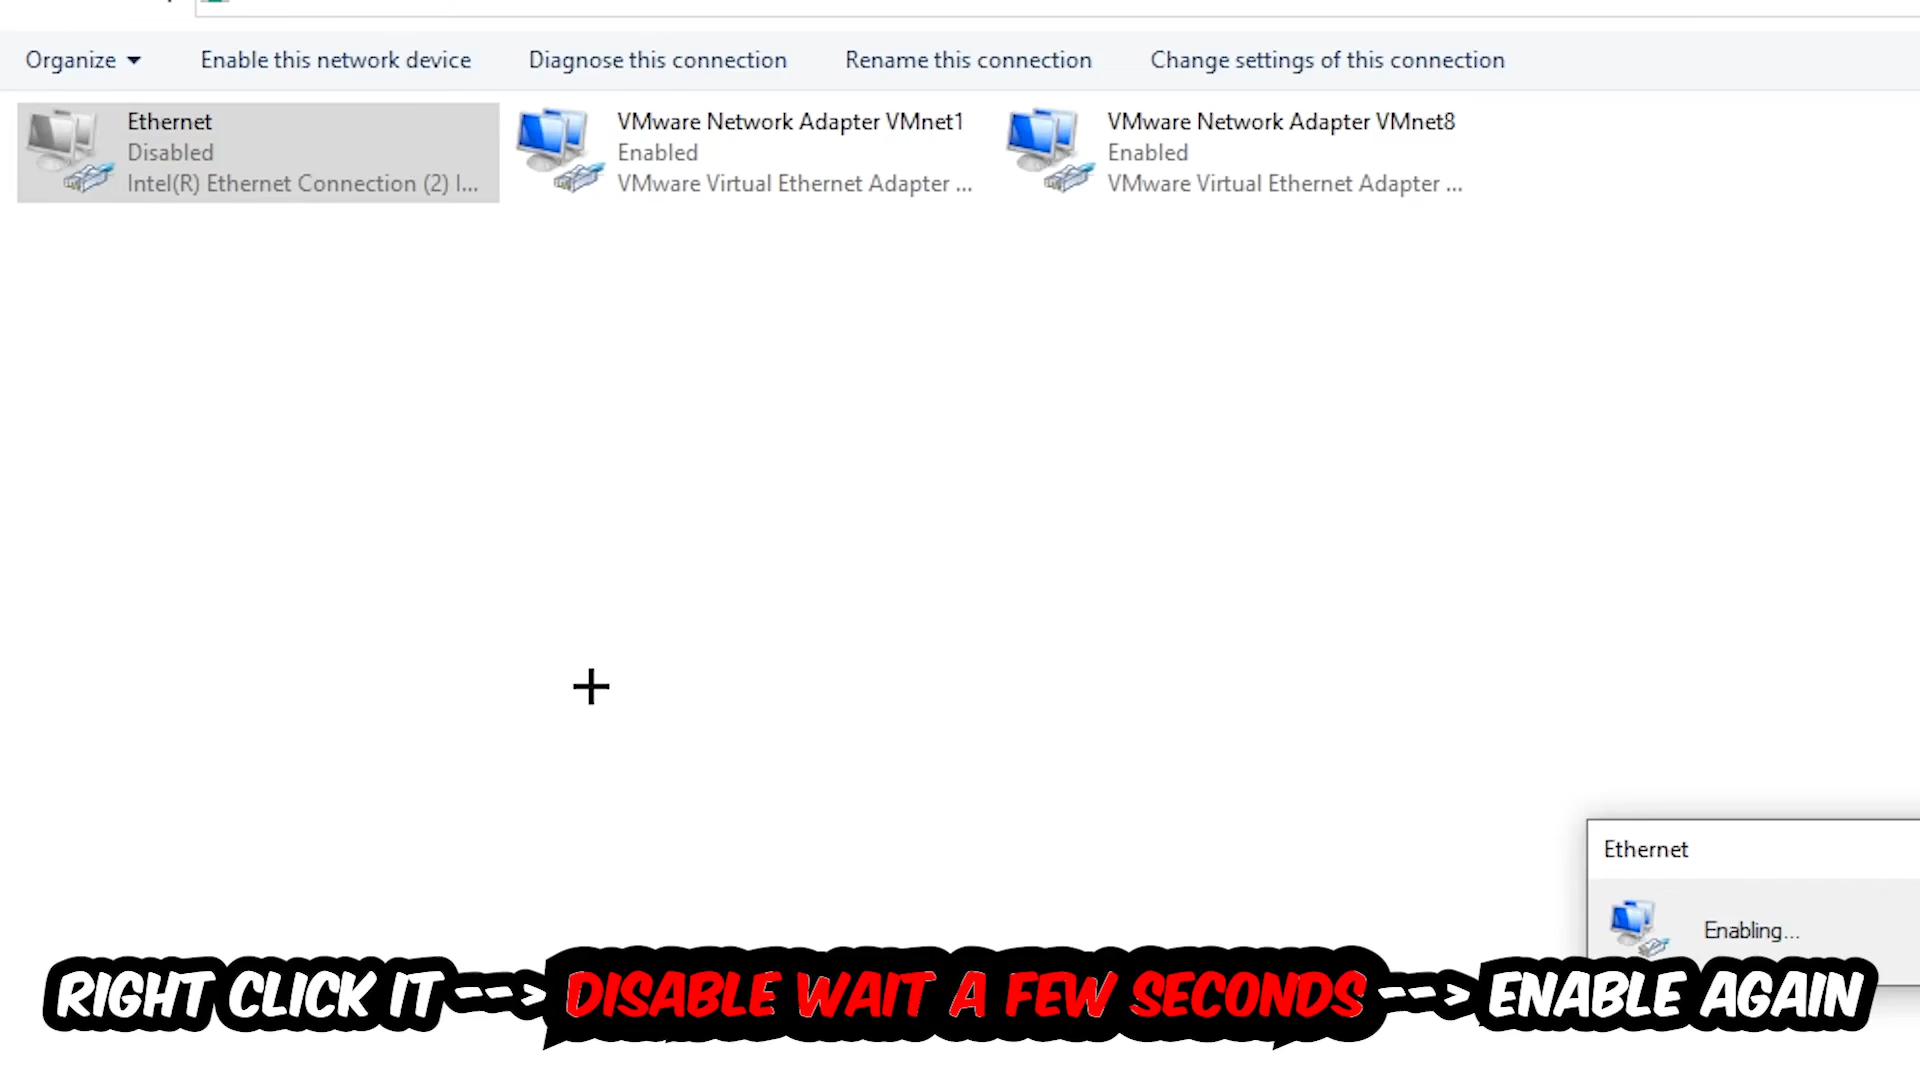 Organize Enable this network device Diagnose this connection Rename this connection Change settings of this connection
Ethernet
Disabled
Intel(R) Ethernet Connection (2) I...
VMware Network Adapter VMnet1
Enabled
VMware Virtual Ethernet Adapter ...
VMware Network Adapter VMnet8
Enabled
VMware Virtual Ethernet Adapter ...
Ethernet
Enabling...
RIGHT CLICK IT --> DISABLE WAIT A FEW SECONDS --> ENABLE AGAIN